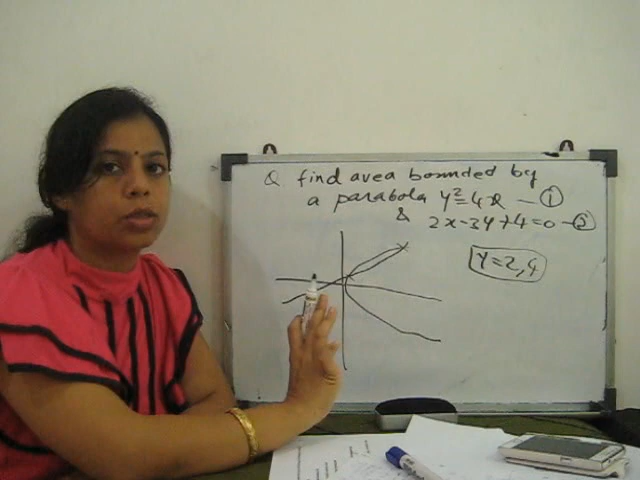 Q find area bounded by
a parabola y²=4x — ①
& 2x-3y+4=0 -②
y=2,4